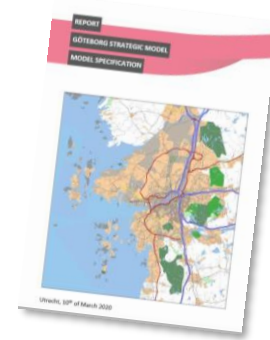 REPORT
GÖTEBORG STRATEGIC MODEL
MODEL SPECIFICATION
Utrecht, 10th of March 2020